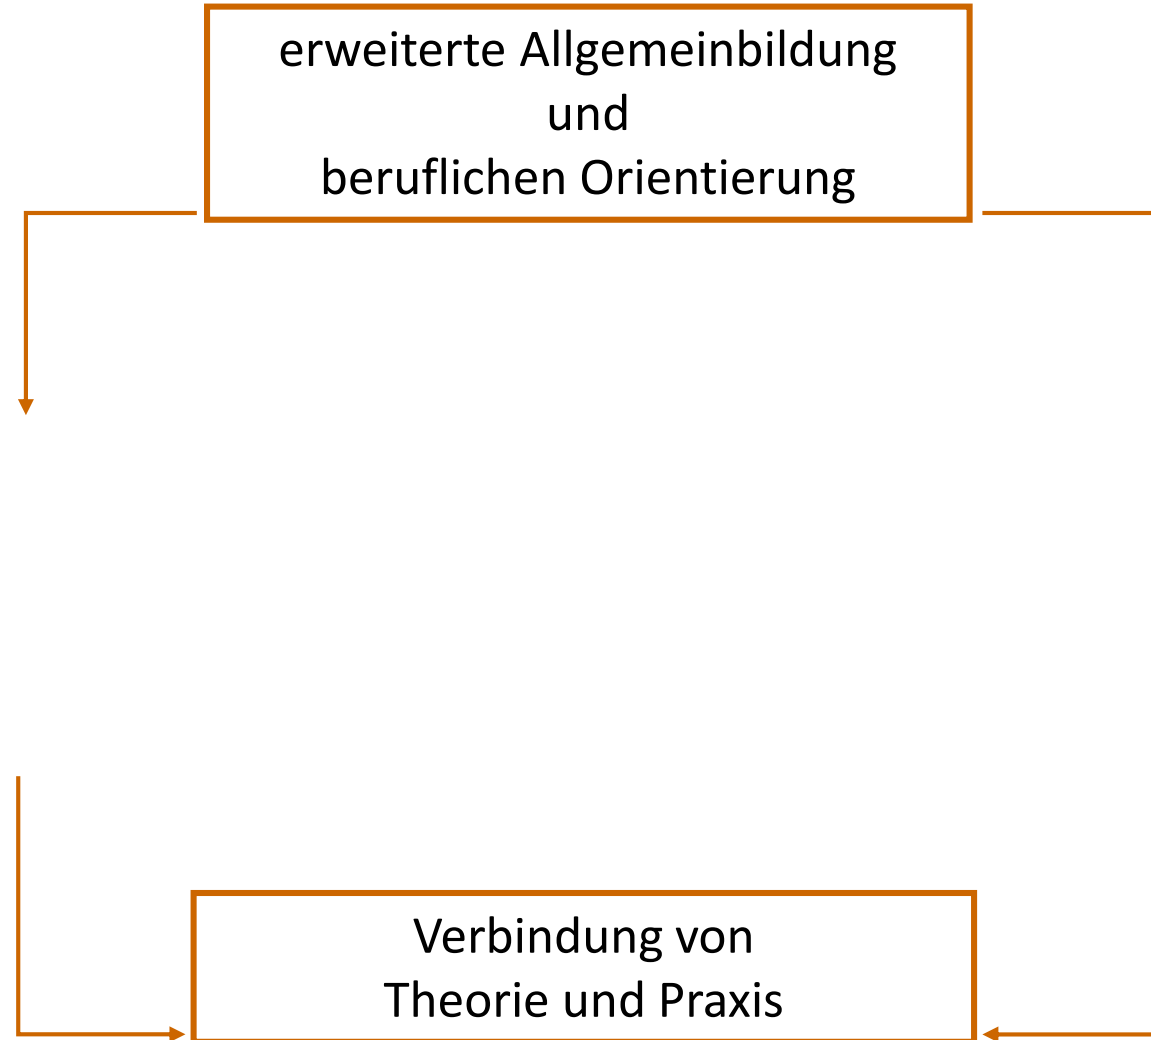 erweiterte Allgemeinbildung
und
beruflichen Orientierung
Verbindung von
Theorie und Praxis